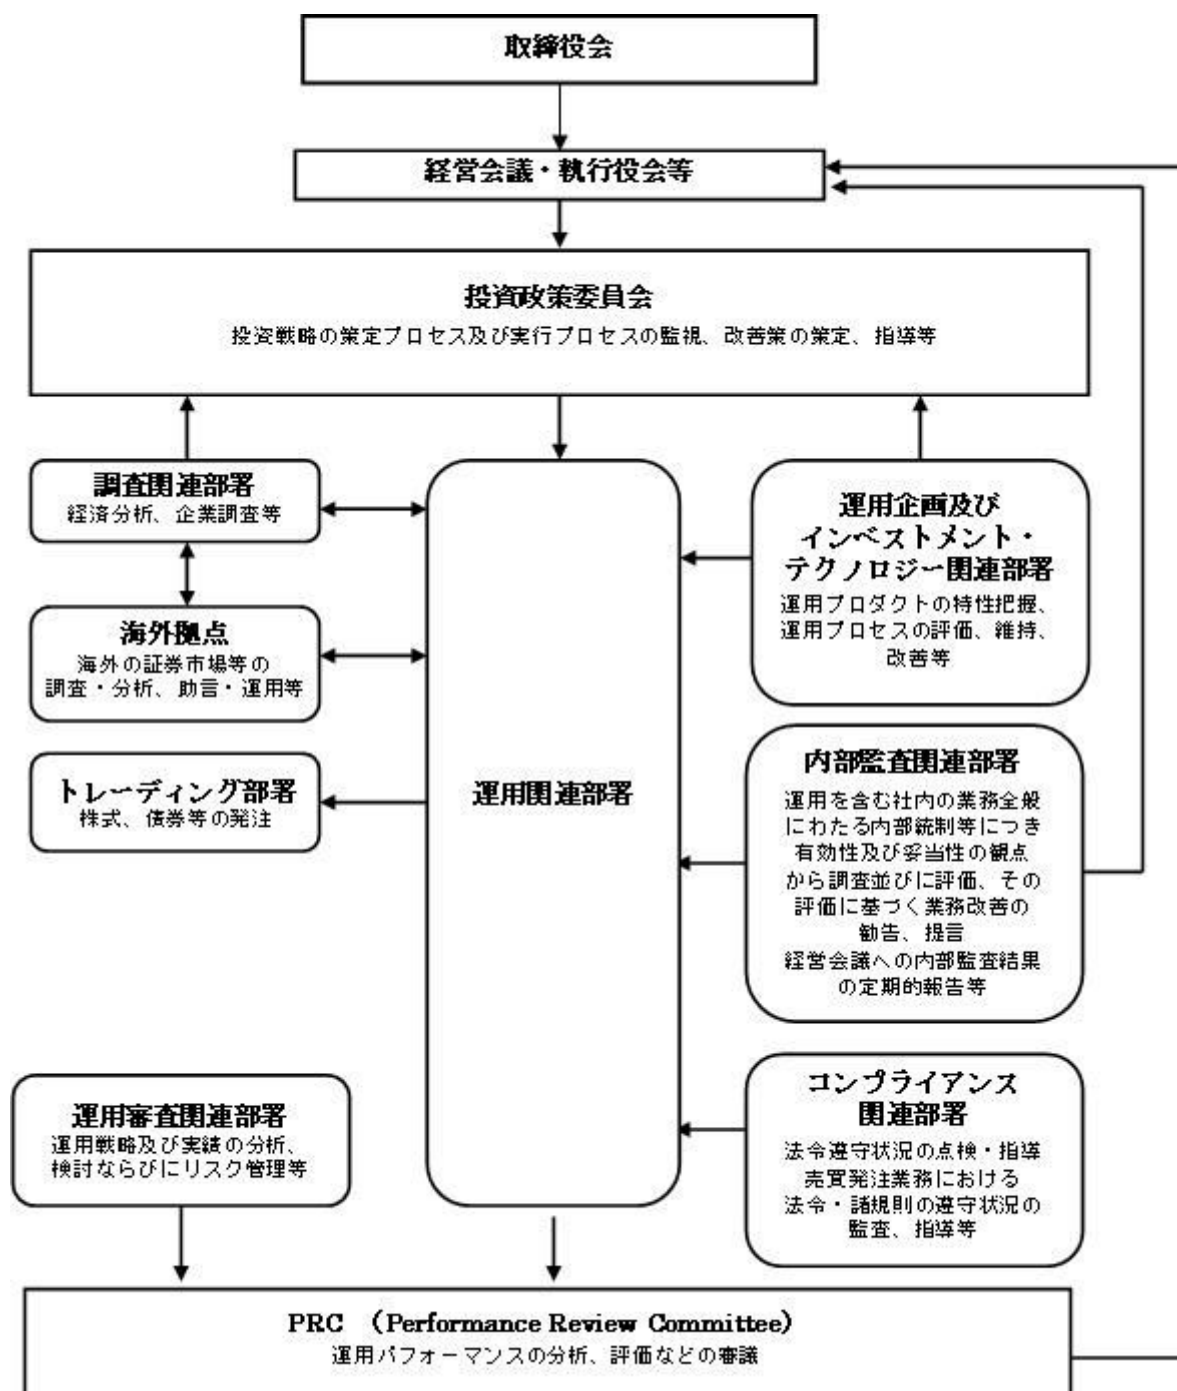 取締役会
経営会議・執行役会等
投資政策委員会
投資戦略の策定プロセス及び実行プロセスの監視、改善策の策定、指導等
調査関連部署
経済分析、企業調査等
海外拠点
海外の証券市場等の
調査・分析、助言・運用等
トレーディング部署
株式、債券等の発注
運用関連部署
運用企画及び
インベストメント・
テクノロジー関連部署
運用プロダクトの特性把握、
運用プロセスの評価、維持、
改善等
内部監査関連部署
運用を含む社内の業務全般
にわたる内部統制等につき
有効性及び妥当性の観点
から調査並びに評価、その
評価に基づく業務改善の
勧告、提言
経営会議への内部監査結果
の定期的報告等
コンプライアンス
関連部署
法令遵守状況の点検・指導
売買発注業務における
法令・諸規則の遵守状況の
監査、指導等
運用審査関連部署
運用戦略及び実績の分析、
検討ならびにリスク管理等
PRC （Performance Review Committee）
運用パフォーマンスの分析、評価などの審議